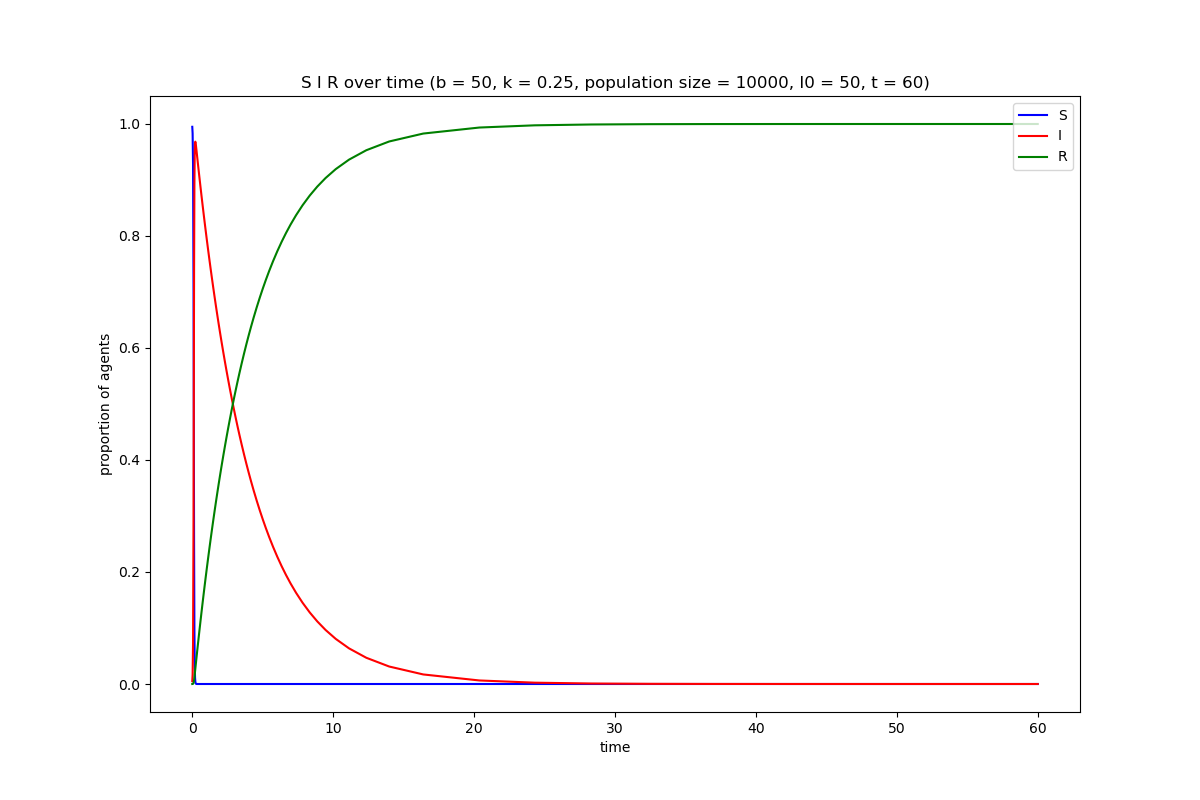 S I R over time (b = 50, k = 0.25, population size = 10000, I0 = 50, t = 60)
1.0
0.8
0.6
0.4
0.2
0.0
proportion of agents
S
I
R
0 10 20 30 40 50 60
time